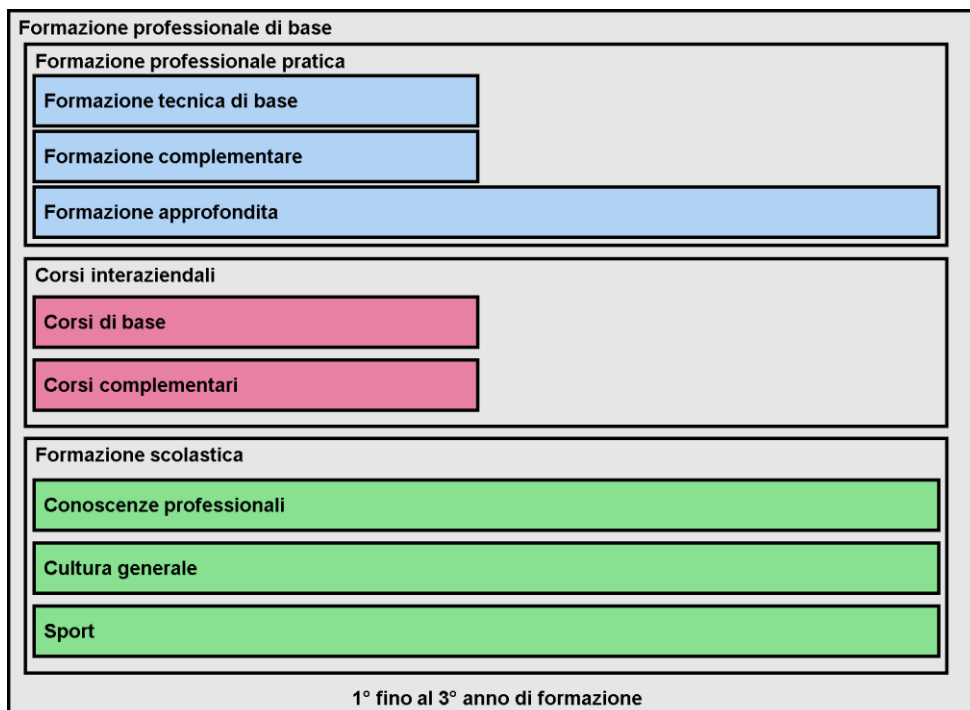 Formazione professionale di base
Formazione professionale pratica
Formazione tecnica di base
Formazione complementare
Formazione approfondita
Corsi interaziendali
Corsi di base
Corsi complementari
Formazione scolastica
Conoscenze professionali
Cultura generale
Sport
1° fino al 3° anno di formazione